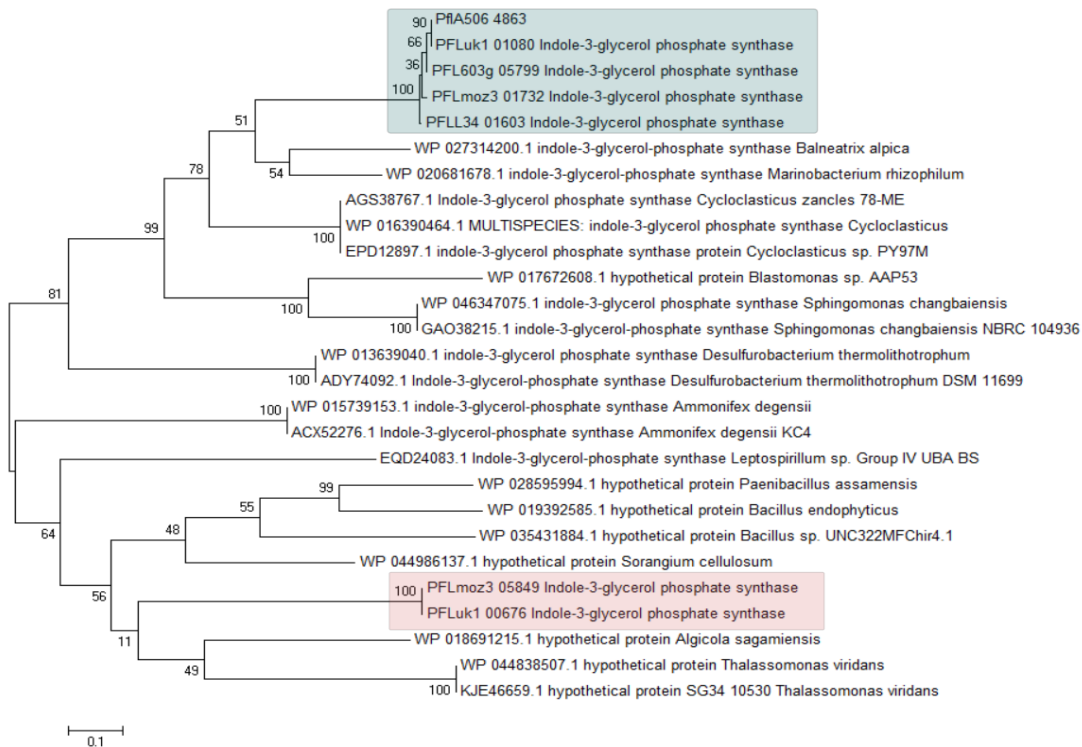 90
PflA506 4863
66
PFLuk1 01080 Indole-3-glycerol phosphate synthase
36
PFL603g 05799 Indole-3-glycerol phosphate synthase
100
PFLmoz3 01732 Indole-3-glycerol phosphate synthase
51
PFLL34 01603 Indole-3-glycerol phosphate synthase
WP 027314200.1 indole-3-glycerol-phosphate synthase Balneatrix alpica
78
54
WP 020681678.1 indole-3-glycerol-phosphate synthase Marinobacterium rhizophilum
AGS38767.1 Indole-3-glycerol phosphate synthase Cycloclasticus zancles 78-ME
99
WP 016390464.1 MULTISPECIES: indole-3-glycerol phosphate synthase Cycloclasticus
100
EPD12897.1 indole-3-glycerol phosphate synthase protein Cycloclasticus sp. PY97M
WP 017672608.1 hypothetical protein Blastomonas sp. AAP53
81
100
WP 046347075.1 indole-3-glycerol phosphate synthase Sphingomonas changbaiensis
100
GAO38215.1 indole-3-glycerol-phosphate synthase Sphingomonas changbaiensis NBRC 104936
WP 013639040.1 indole-3-glycerol phosphate synthase Desulfurobacterium thermolithotrophum
100
ADY74092.1 Indole-3-glycerol-phosphate synthase Desulfurobacterium thermolithotrophum DSM 11699
100
WP 015739153.1 indole-3-glycerol-phosphate synthase Ammonifex degensii
ACX52276.1 Indole-3-glycerol-phosphate synthase Ammonifex degensii KC4
EQD24083.1 Indole-3-glycerol-phosphate synthase Leptospirillum sp. Group IV UBA BS
99
WP 028595994.1 hypothetical protein Paenibacillus assamensis
55
WP 019392585.1 hypothetical protein Bacillus endophyticus
64
48
WP 035431884.1 hypothetical protein Bacillus sp. UNC322MFChir4.1
WP 044986137.1 hypothetical protein Sorangium cellulosum
56
100
PFLmoz3 05849 Indole-3-glycerol phosphate synthase
PFLuk1 00676 Indole-3-glycerol phosphate synthase
11
WP 018691215.1 hypothetical protein Algicola sagamiensis
49
WP 044838507.1 hypothetical protein Thalassomonas viridans
100
KJE46659.1 hypothetical protein SG34 10530 Thalassomonas viridans
0.1